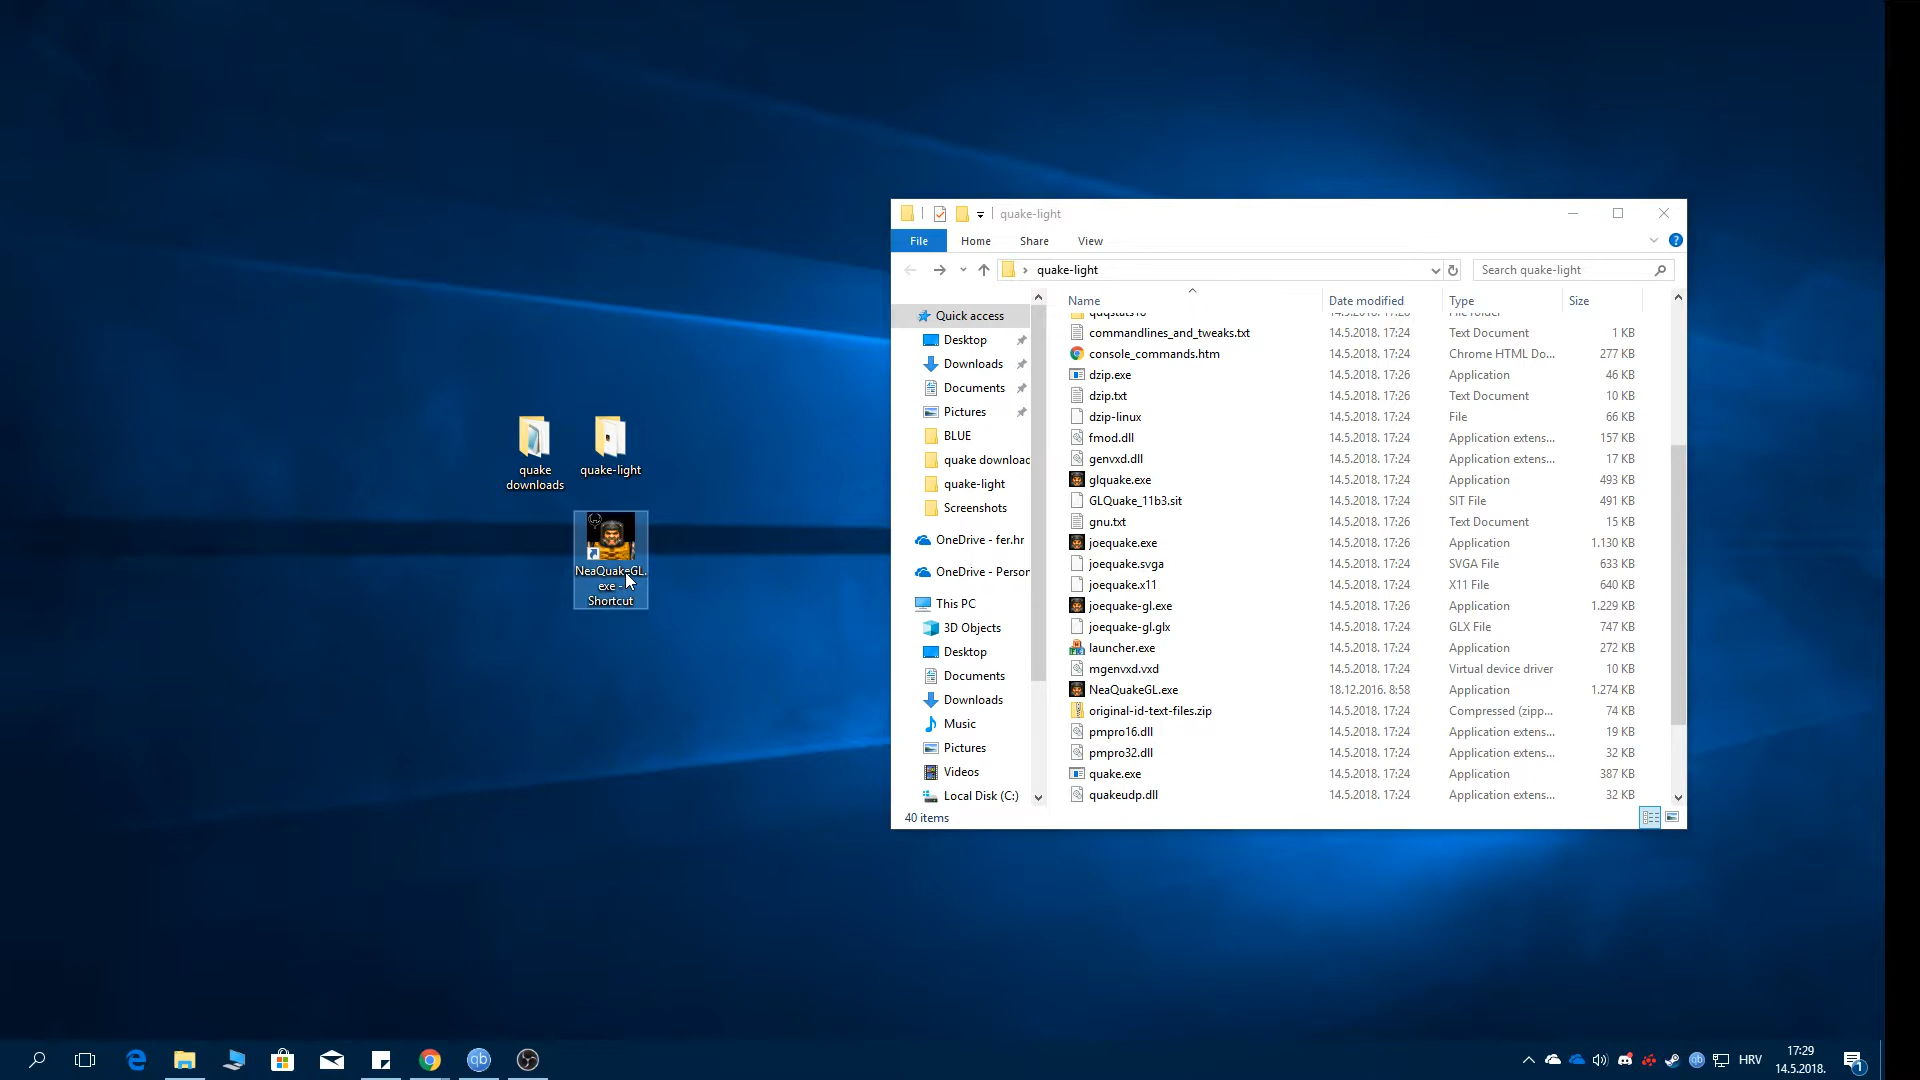 quake-light
File Home Share View
quake-light
Search quake-light
Name Date modified Type Size
Quick access
Desktop
Downloads
Documents
Pictures
BLUE
quake downloac
quake-light
Screenshots
OneDrive - fer.hr
OneDrive - Persor
This PC
3D Objects
Desktop
Documents
Downloads
Music
Pictures
Videos
Local Disk (C:)
commandlines_and_tweaks.txt 14.5.2018. 17:24 Text Document 1 KB
console_commands.htm 14.5.2018. 17:24 Chrome HTML Do... 277 KB
dzip.exe 14.5.2018. 17:26 Application 46 KB
dzip.txt 14.5.2018. 17:26 Text Document 10 KB
dzip-linux 14.5.2018. 17:24 File 66 KB
fmod.dll 14.5.2018. 17:24 Application extens... 157 KB
genvxd.dll 14.5.2018. 17:24 Application extens... 17 KB
glquake.exe 14.5.2018. 17:24 Application 493 KB
GLQuake_11b3.sit 14.5.2018. 17:24 SIT File 491 KB
gnu.txt 14.5.2018. 17:26 Text Document 15 KB
joequake.exe 14.5.2018. 17:26 Application 1.130 KB
joequake.svga 14.5.2018. 17:24 SVGA File 633 KB
joequake.x11 14.5.2018. 17:24 X11 File 640 KB
joequake-gl.exe 14.5.2018. 17:26 Application 1.229 KB
joequake-gl.glx 14.5.2018. 17:24 GLX File 747 KB
launcher.exe 14.5.2018. 17:24 Application 272 KB
mgenvxd.vxd 14.5.2018. 17:24 Virtual device driver 10 KB
NeaQuakeGL.exe 18.12.2016. 8:58 Application 1.274 KB
original-id-text-files.zip 14.5.2018. 17:24 Compressed (zipp... 74 KB
pmpro16.dll 14.5.2018. 17:24 Application extens... 19 KB
pmpro32.dll 14.5.2018. 17:24 Application extens... 32 KB
quake.exe 14.5.2018. 17:24 Application 387 KB
quakeudp.dll 14.5.2018. 17:24 Application extens... 32 KB
40 items
quake
downloads
quake-light
NeaQuakeGL.
exe -
Shortcut
qb
qb
HRV
17:29
14.5.2018.
1